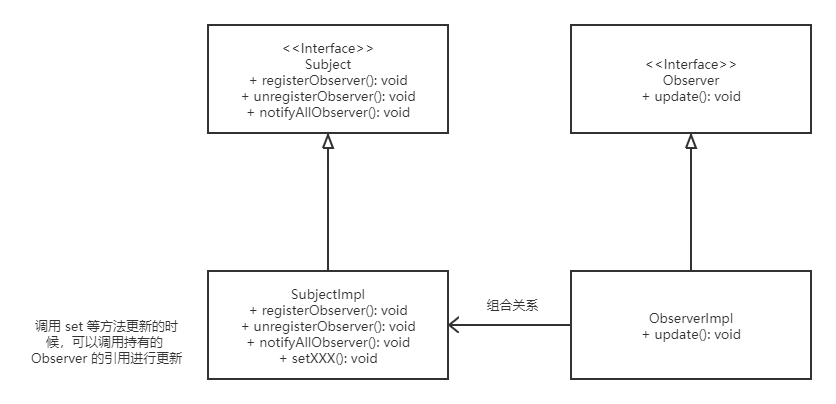 <<Interface>>
Subject
+ registerObserver(): void
+ unregisterObserver(): void
+ notifyAllObserver(): void
<<Interface>>
Observer
+ update(): void
SubjectImpl
+ registerObserver(): void
+ unregisterObserver(): void
+ notifyAllObserver(): void
+ setXXX(): void
组合关系
ObserverImpl
+ update(): void
调用 set 等方法更新的时
候，可以调用持有的
Observer 的引用进行更新